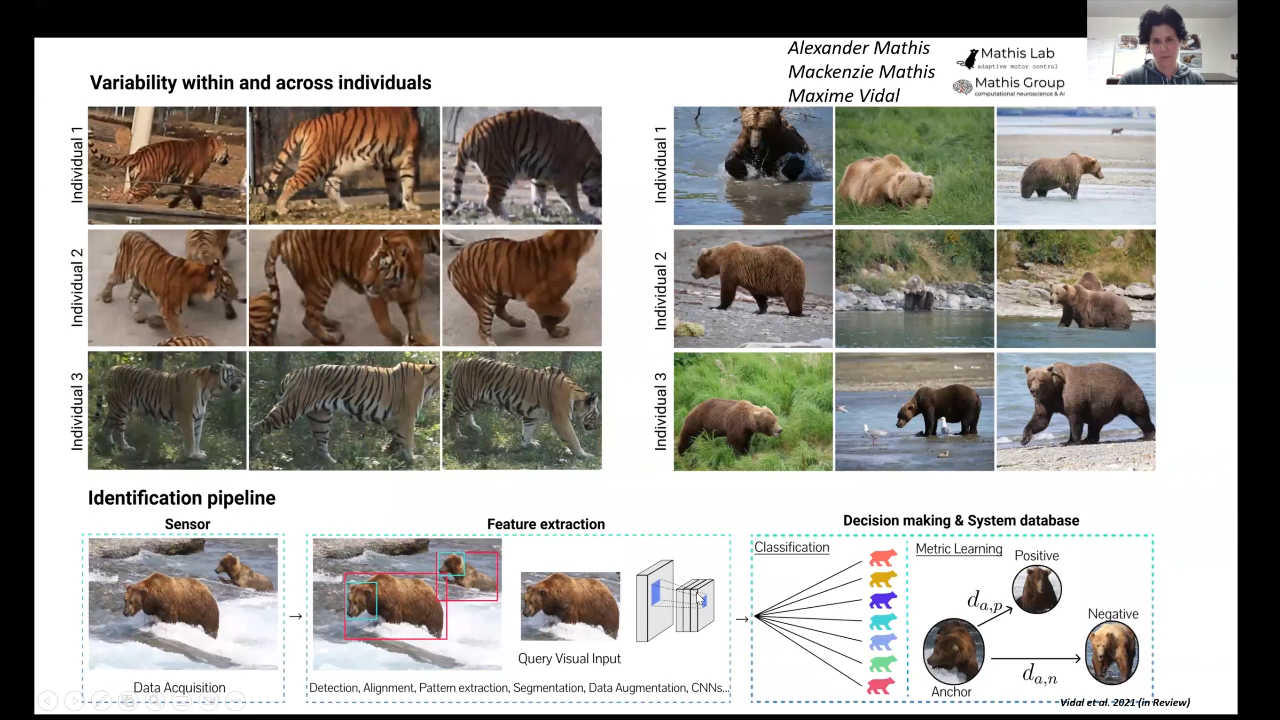 Alexander Mathis
Mackenzie Mathis
Maxime Vidal
Mathis Lab
adaptive motor control
Mathis Group
computational neuroscience & AI
Variability within and across individuals
Individual 1
Individual 2
Individual 3
Individual 1
Individual 2
Individual 3
Identification pipeline
Sensor
Feature extraction
Decision making & System database
Data Acquisition
Query Visual Input
Detection, Alignment, Pattern extraction, Segmentation, Data Augmentation, CNNs...
Classification
Metric Learning
Positive
Negative
Anchor
d_{a,p}
d_{a,n}
Vidal et al. 2021 (in Review)